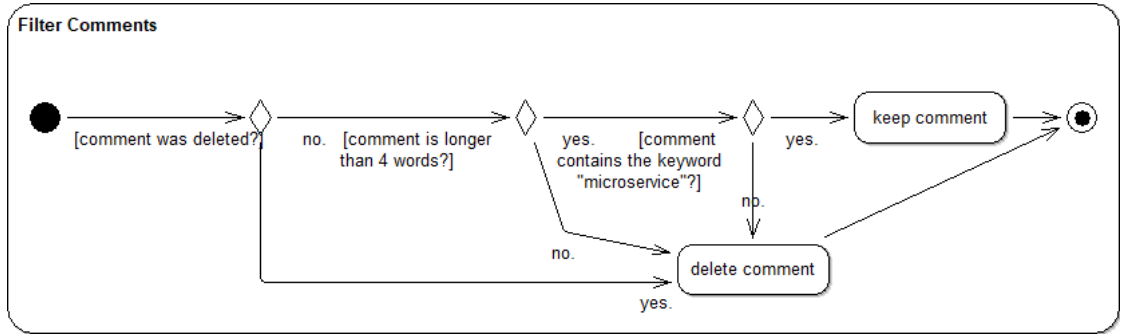 Filter Comments
keep comment
[comment was deleted?]
no. [comment is longer
than 4 words?]
yes. [comment
contains the keyword
"microservice"?]
yes.
no.
no.
delete comment
yes.